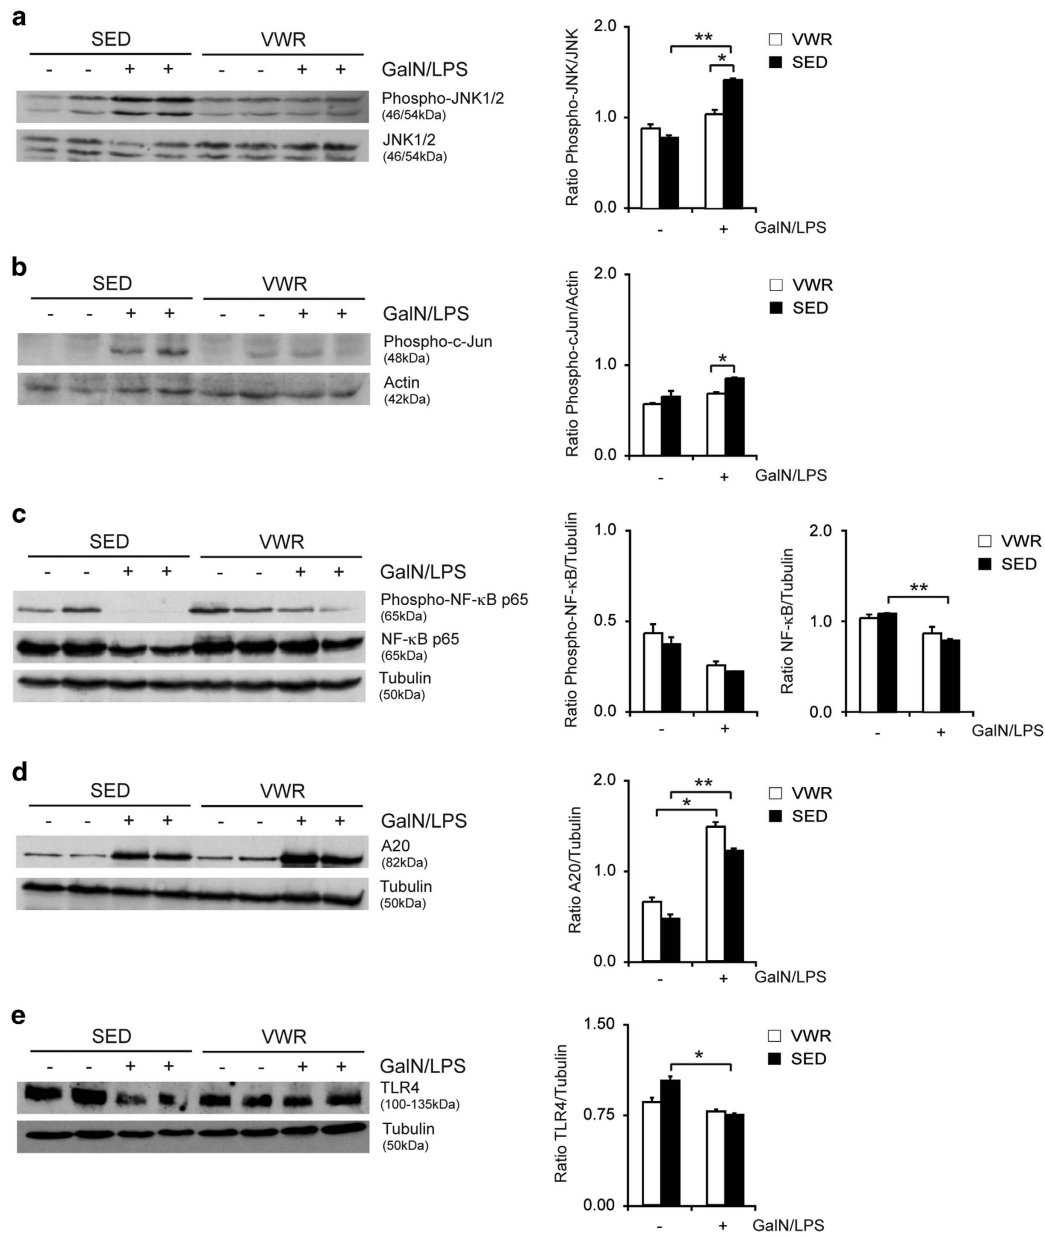 a
SED VWR
- - + + - - + + GalN/LPS
Phospho-JNK1/2
(46/54kDa)
JNK1/2
(46/54kDa)
Ratio Phospho-JNK/JNK
2.0
1.0
0.0
**
*
- + GalN/LPS
VWR
SED
b
SED VWR
- - + + - - + + GalN/LPS
Phospho-c-Jun
(48kDa)
Actin
(42kDa)
Ratio Phospho-cJun/Actin
2.0
1.0
0.0
*
- + GalN/LPS
VWR
SED
c
SED VWR
- - + + - - + + GalN/LPS
Phospho-NF-κB p65
(65kDa)
NF-κB p65
(65kDa)
Tubulin
(50kDa)
Ratio Phospho-NF-κB/Tubulin
1.0
0.5
0.0
- +
Ratio NF-κB/Tubulin
2.0
1.0
0.0
**
- + GalN/LPS
VWR
SED
d
SED VWR
- - + + - - + + GalN/LPS
A20
(82kDa)
Tubulin
(50kDa)
Ratio A20/Tubulin
2.0
1.0
0.0
**
*
- + GalN/LPS
VWR
SED
e
SED VWR
- - + + - - + + GalN/LPS
TLR4
(100-135kDa)
Tubulin
(50kDa)
Ratio TLR4/Tubulin
1.50
0.75
0.00
*
- + GalN/LPS
VWR
SED